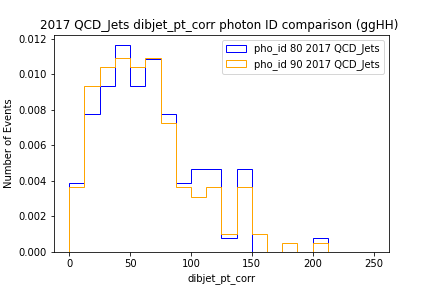 2017 QCD_Jets dibjet_pt_corr photon ID comparison (ggHH)
pho_id 80 2017 QCD_Jets
pho_id 90 2017 QCD_Jets
Number of Events
0.012
0.010
0.008
0.006
0.004
0.002
0.000
0 50 100 150 200 250
dibjet_pt_corr